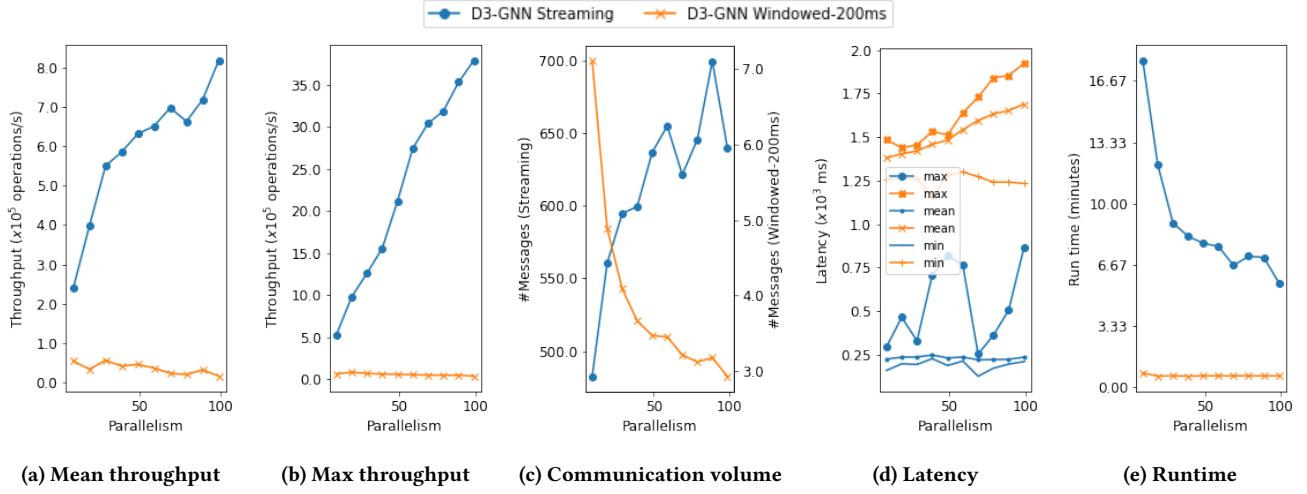 D3-GNN Streaming
D3-GNN Windowed-200ms
8.0
7.0
6.0
5.0
4.0
3.0
2.0
1.0
0.0
Throughput (x10⁵ operations/s)
50
100
Parallelism
(a) Mean throughput
35.0
30.0
25.0
20.0
15.0
10.0
5.0
0.0
Throughput (x10⁵ operations/s)
50
100
Parallelism
(b) Max throughput
700.0
650.0
600.0
550.0
500.0
#Messages (Streaming)
7.0
6.0
5.0
4.0
3.0
#Messages (Windowed-200ms)
50
100
Parallelism
(c) Communication volume
2.0
1.75
1.5
1.25
1.0
0.75
0.5
0.25
Latency (x10³ ms)
max
max
mean
mean
min
min
50
100
Parallelism
(d) Latency
16.67
13.33
10.00
6.67
3.33
0.00
Run time (minutes)
50
100
Parallelism
(e) Runtime